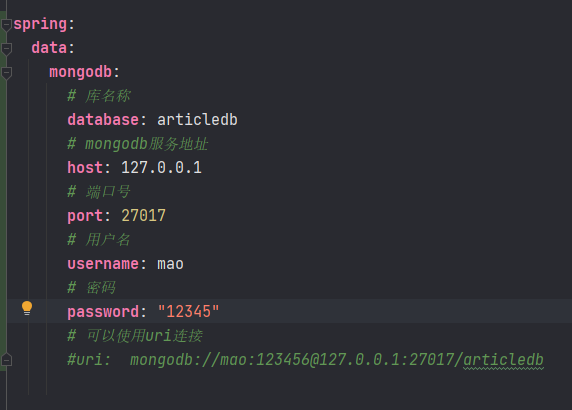 spring:
data:
mongodb:
# 库名称
database: articledb
# mongodb服务地址
host: 127.0.0.1
# 端口号
port: 27017
# 用户名
username: mao
# 密码
password: "12345"
# 可以使用uri连接
#uri:  mongodb://mao:123456@127.0.0.1:27017/articledb